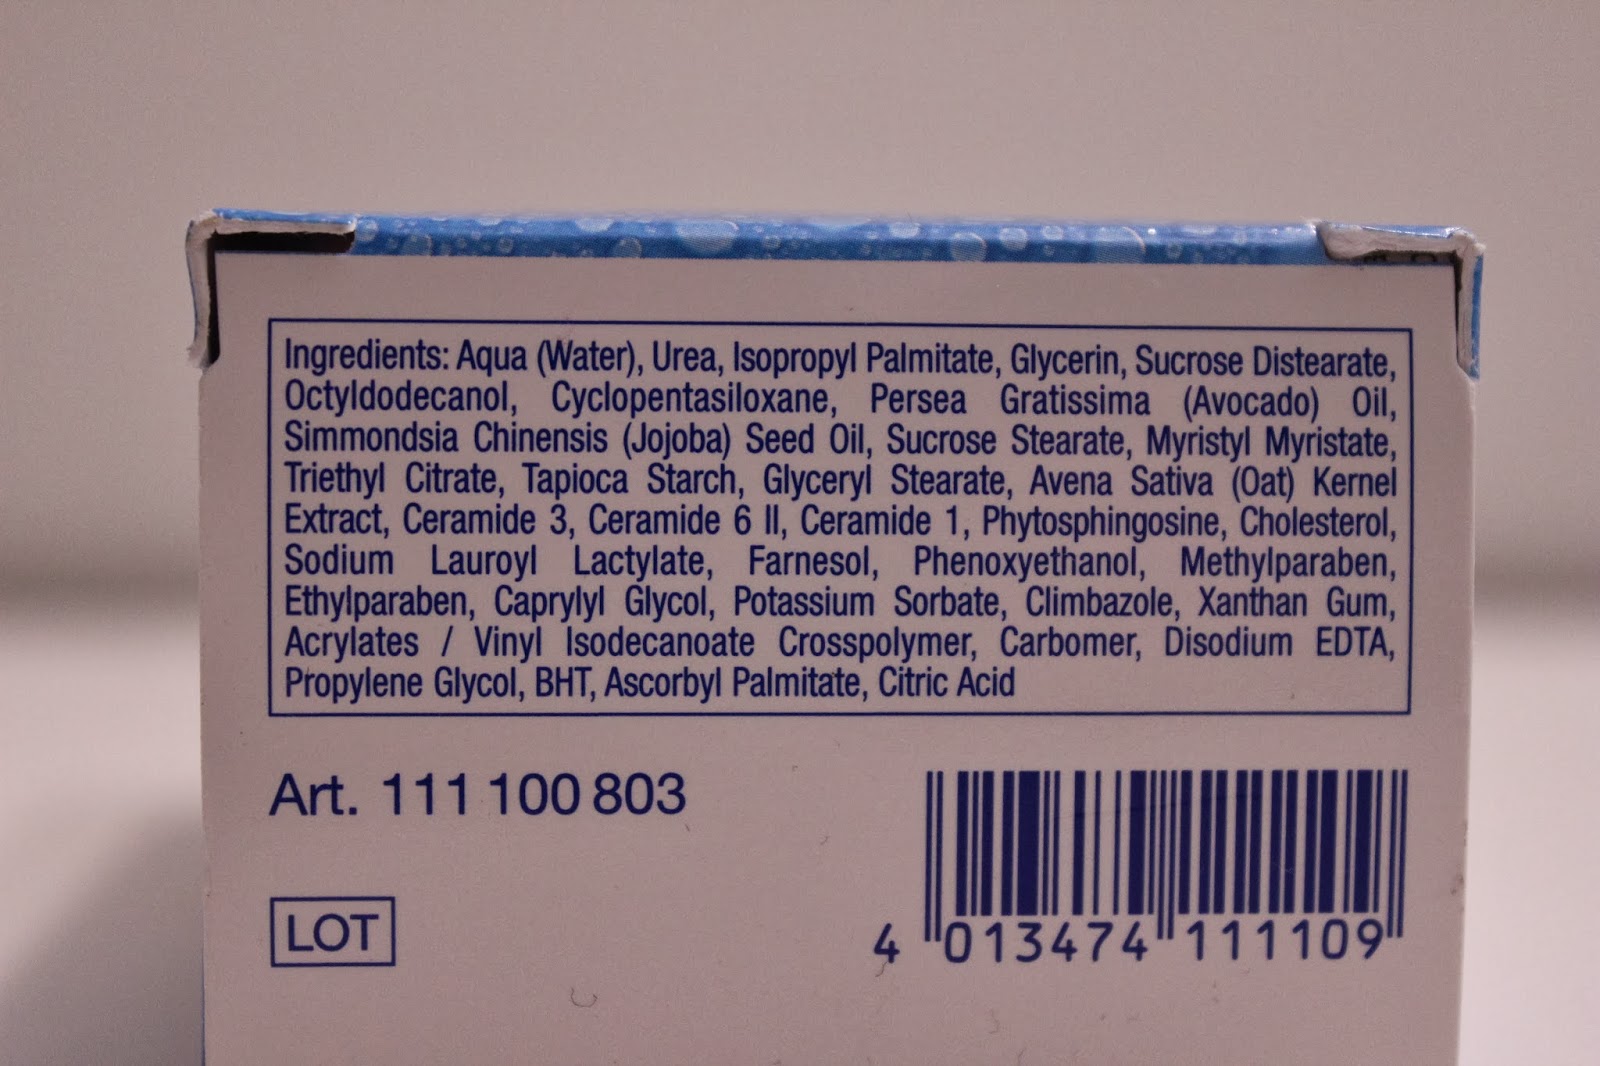 Ingredients: Aqua (Water), Urea, Isopropyl Palmitate, Glycerin, Sucrose Distearate,
Octyldodecanol, Cyclopentasiloxane, Persea Gratissima (Avocado) Oil,
Simmondsia Chinensis (Jojoba) Seed Oil, Sucrose Stearate, Myristyl Myristate,
Triethyl Citrate, Tapioca Starch, Glyceryl Stearate, Avena Sativa (Oat) Kernel
Extract, Ceramide 3, Ceramide 6 II, Ceramide 1, Phytosphingosine, Cholesterol,
Sodium Lauroyl Lactylate, Farnesol, Phenoxyethanol, Methylparaben,
Ethylparaben, Caprylyl Glycol, Potassium Sorbate, Climbazole, Xanthan Gum,
Acrylates / Vinyl Isodecanoate Crosspolymer, Carbomer, Disodium EDTA,
Propylene Glycol, BHT, Ascorbyl Palmitate, Citric Acid
Art. 111 100 803
LOT
4 013474 111109